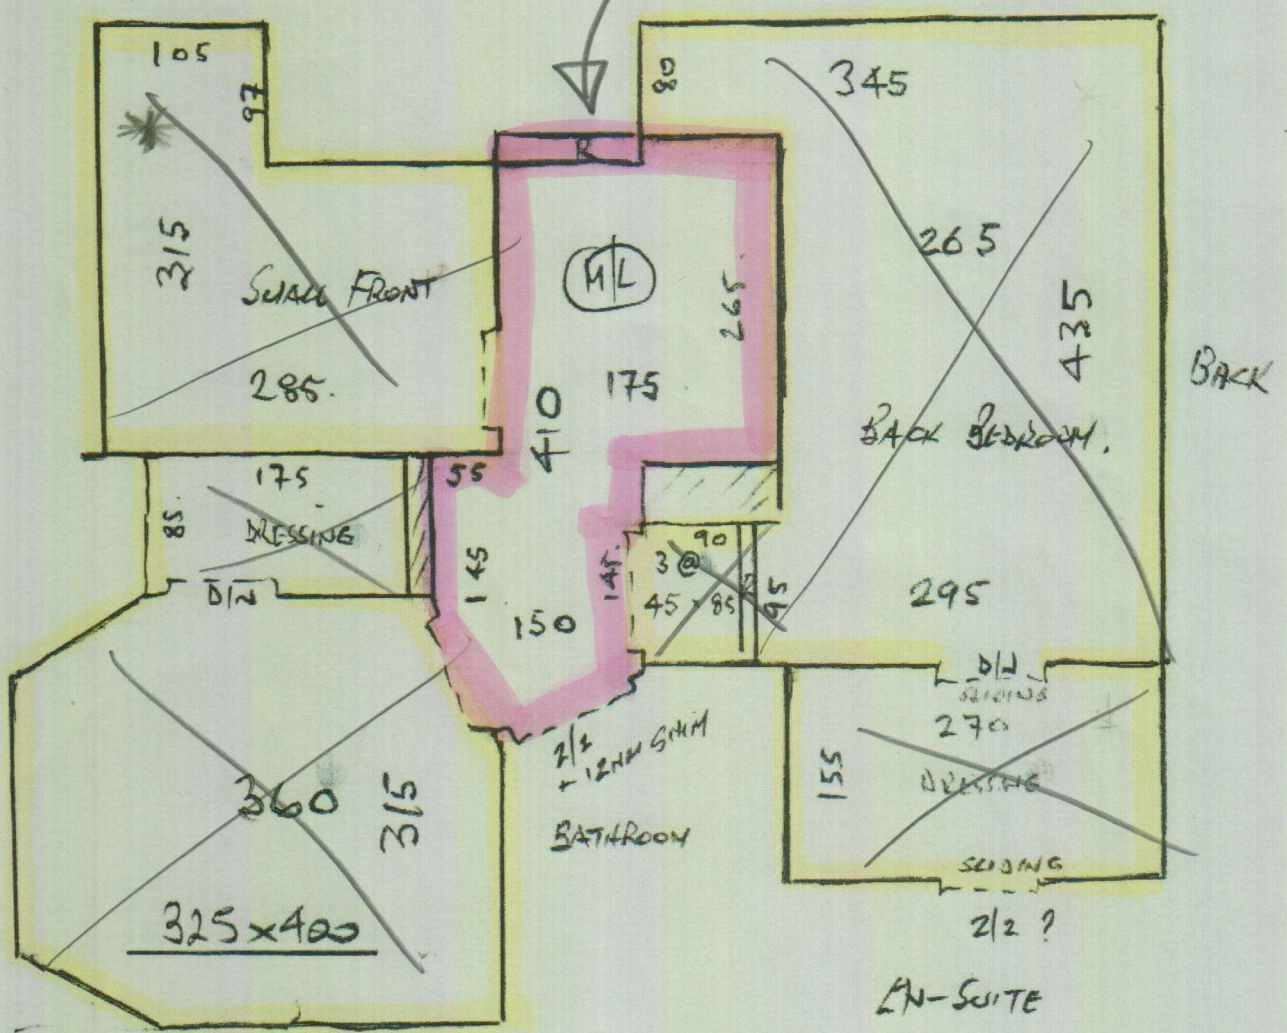 105
97
80
345
R
315
M|L
265.
265
SMALL FRONT
435
BACK
285.
410
175
BACK BEDROOM.
175
55
85.
DRESSING
90
3 @
45 × 85
145
145.
95
295
D/W
150
D/W
SLIDING
270
2/2
+ 12MM SHIM
360
315
155
DRESSING
BATHROOM
SLIDING
325×400
2/2 ?
EN-SUITE